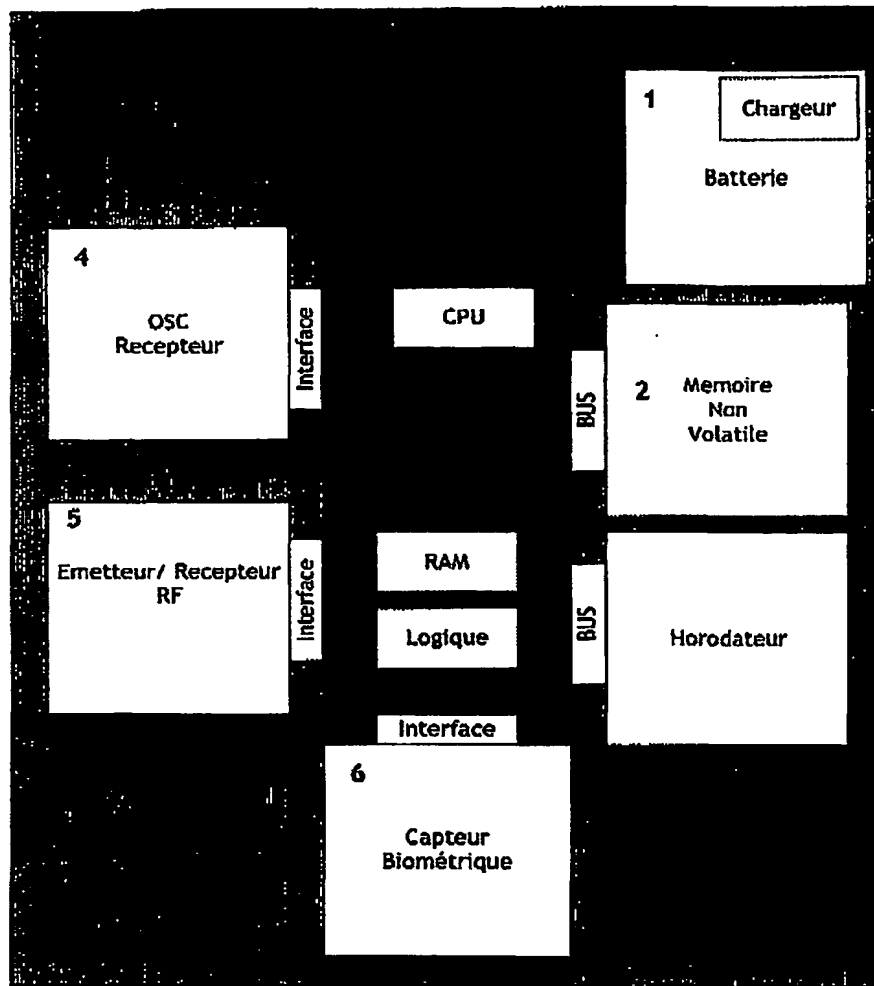 1
Chargeur
Batterie
4
OSC
Recepteur
Interface
CPU
BUS
2
Memoire
Non
Volatile
5
Emetteur/ Recepteur
RF
Interface
RAM
Logique
BUS
Horodateur
Interface
6
Capteur
Biométrique